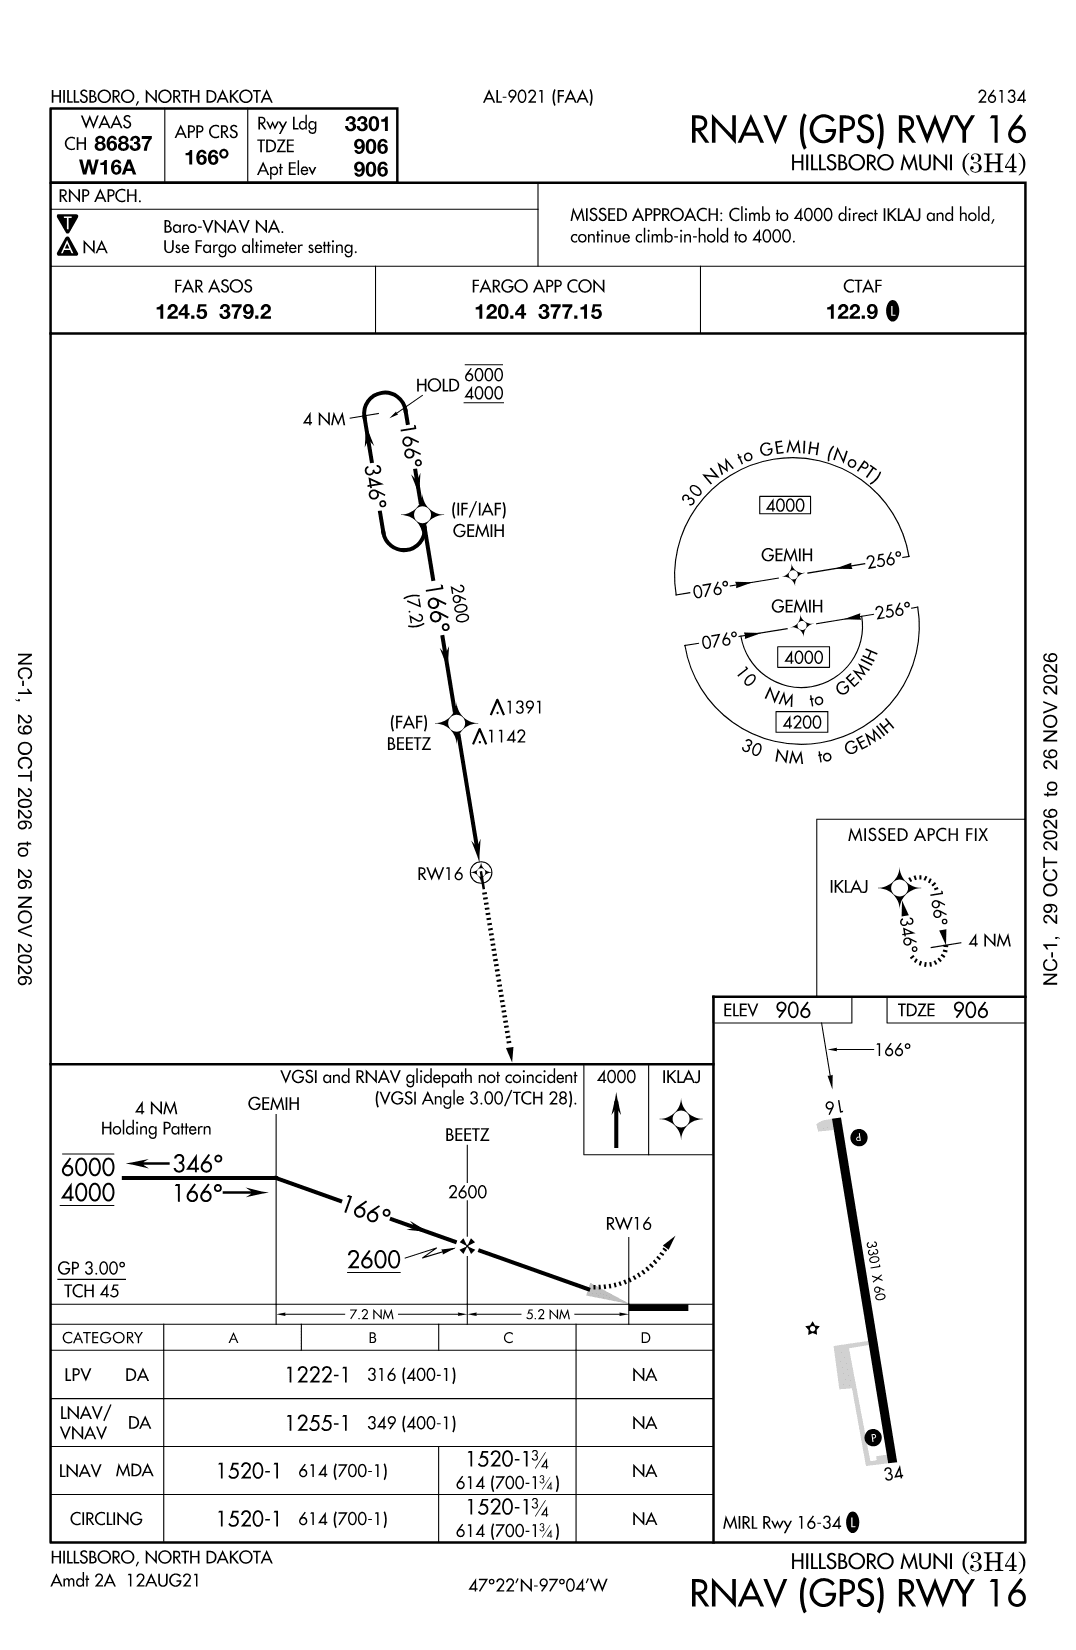 HILLSBORO, NORTH DAKOTA
AL-9021 (FAA)
26134
WAAS
CH 86837
W16A
APP CRS
166°
Rwy Ldg 3301
TDZE 906
Apt Elev 906
RNAV (GPS) RWY 16
HILLSBORO MUNI (3H4)
RNP APCH.
T
A NA
Baro-VNAV NA.
Use Fargo altimeter setting.
MISSED APPROACH: Climb to 4000 direct IKLAJ and hold,
continue climb-in-hold to 4000.
FAR ASOS
124.5 379.2
FARGO APP CON
120.4 377.15
CTAF
122.9 L
HOLD 6000
4000
4 NM
166°
346°
(IF/IAF)
GEMIH
2600
166°
(7.2)
(FAF)
BEETZ
1391
1142
RW16
30 NM to GEMIH (NoPT)
4000
GEMIH
256°
076°
GEMIH
256°
076°
4000
10 NM to GEMIH
4200
30 NM to GEMIH
MISSED APCH FIX
IKLAJ
166°
346°
4 NM
NC-1, 29 OCT 2026 to 26 NOV 2026
NC-1, 29 OCT 2026 to 26 NOV 2026
ELEV 906
TDZE 906
166°
16
P
3301 X 60
P
34
MIRL Rwy 16-34 L
VGSI and RNAV glidepath not coincident
(VGSI Angle 3.00/TCH 28).
4000
IKLAJ
4 NM
Holding Pattern
GEMIH
BEETZ
6000
4000
346°
166°
166°
2600
2600
RW16
GP 3.00°
TCH 45
7.2 NM
5.2 NM
CATEGORY A B C D
LPV DA 1222-1 316 (400-1) NA
LNAV/
VNAV DA 1255-1 349 (400-1) NA
LNAV MDA 1520-1 614 (700-1) 1520-1¾
614 (700-1¾) NA
CIRCLING 1520-1 614 (700-1) 1520-1¾
614 (700-1¾) NA
HILLSBORO, NORTH DAKOTA
Amdt 2A 12AUG21
47°22'N-97°04'W
HILLSBORO MUNI (3H4)
RNAV (GPS) RWY 16